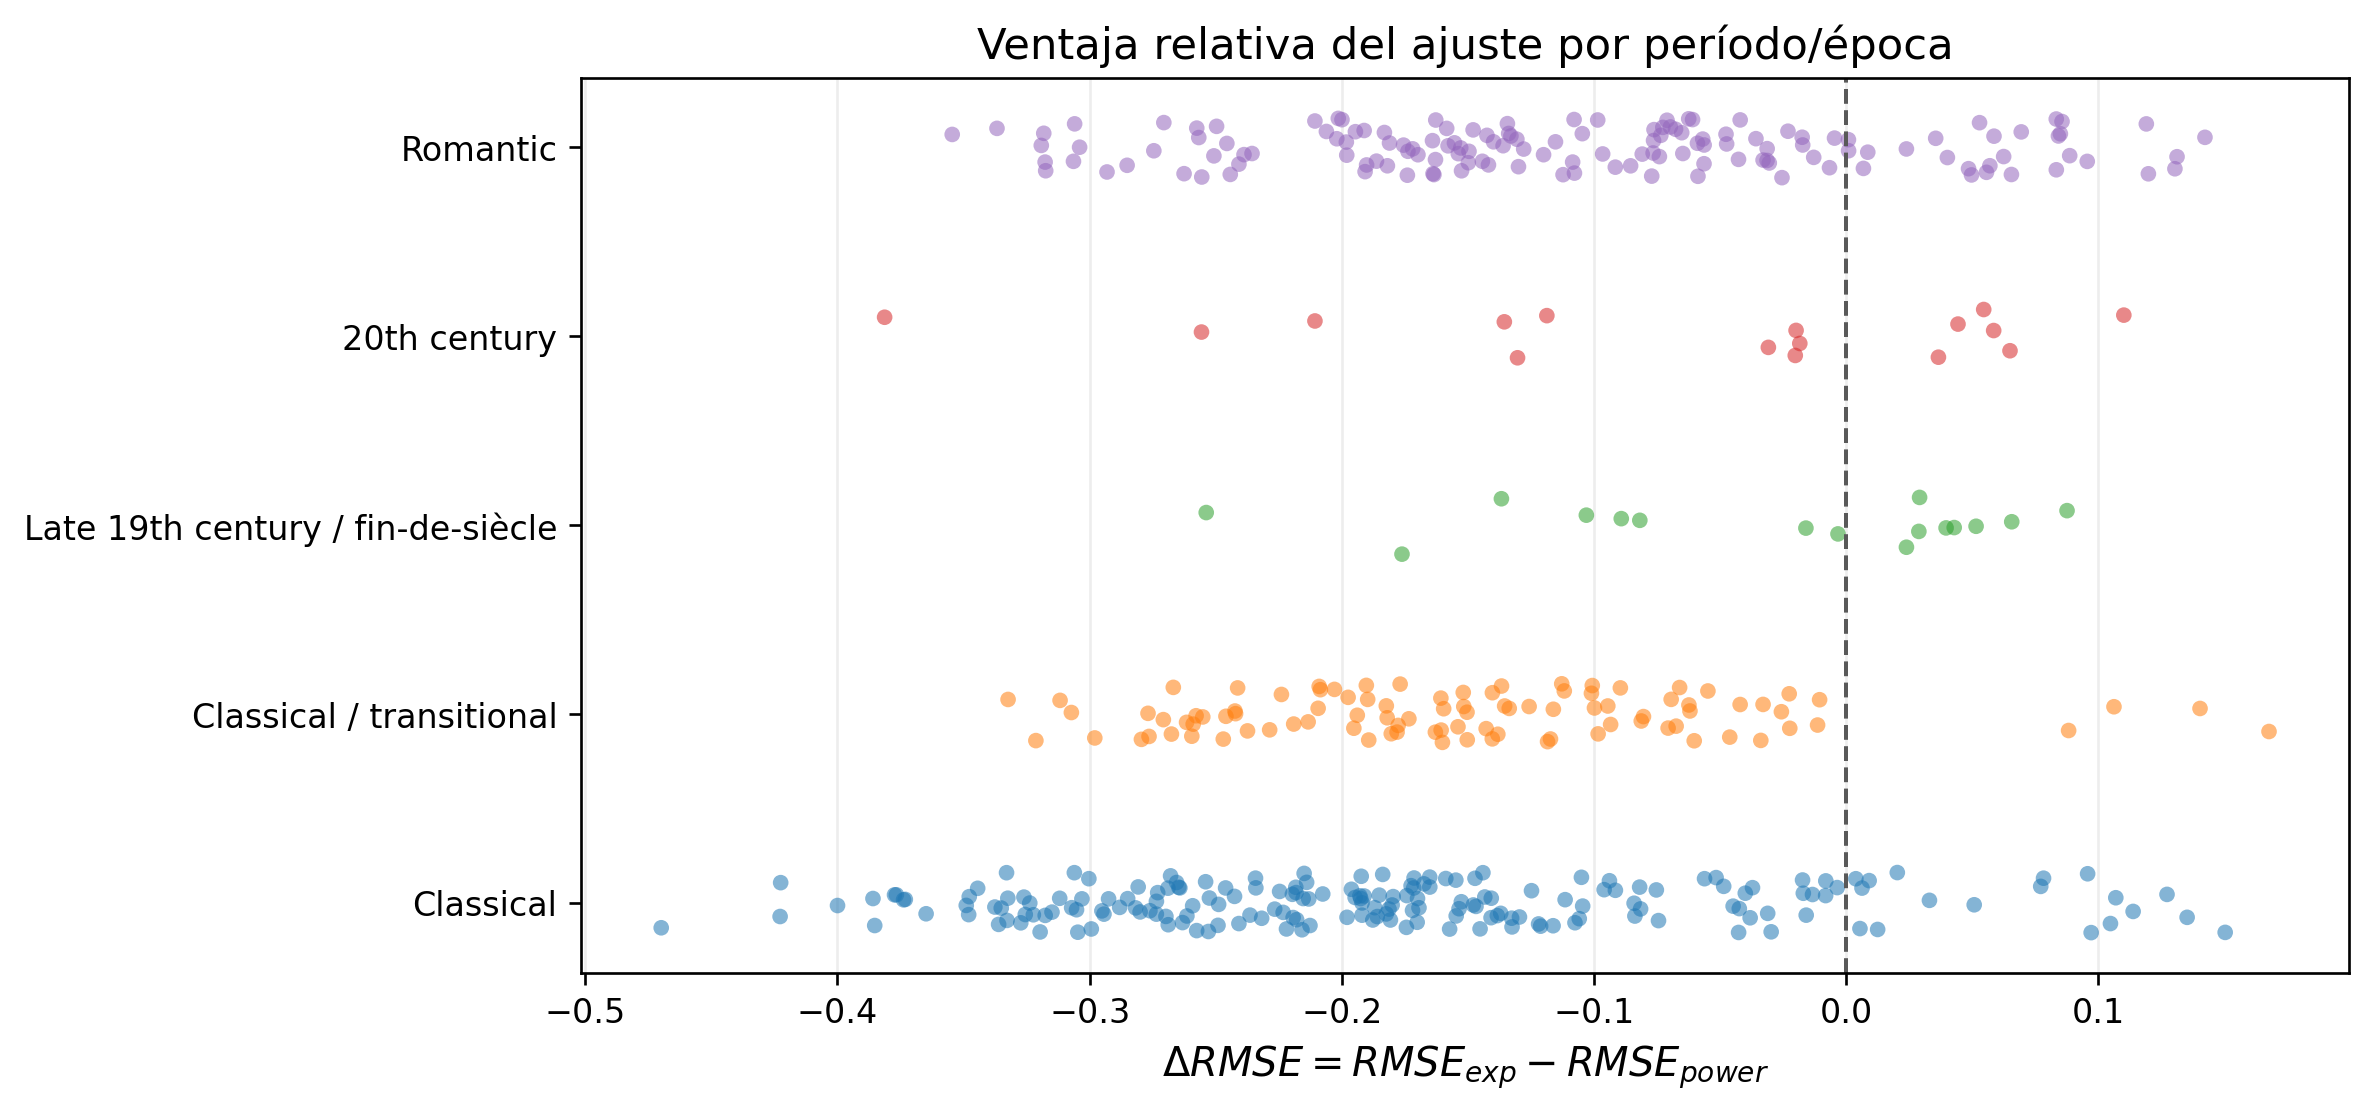 Ventaja relativa del ajuste por período/época
Romantic
20th century
Late 19th century / fin-de-siècle
Classical / transitional
Classical
−0.5 −0.4 −0.3 −0.2 −0.1 0.0 0.1
ΔRMSE = RMSE_exp − RMSE_power